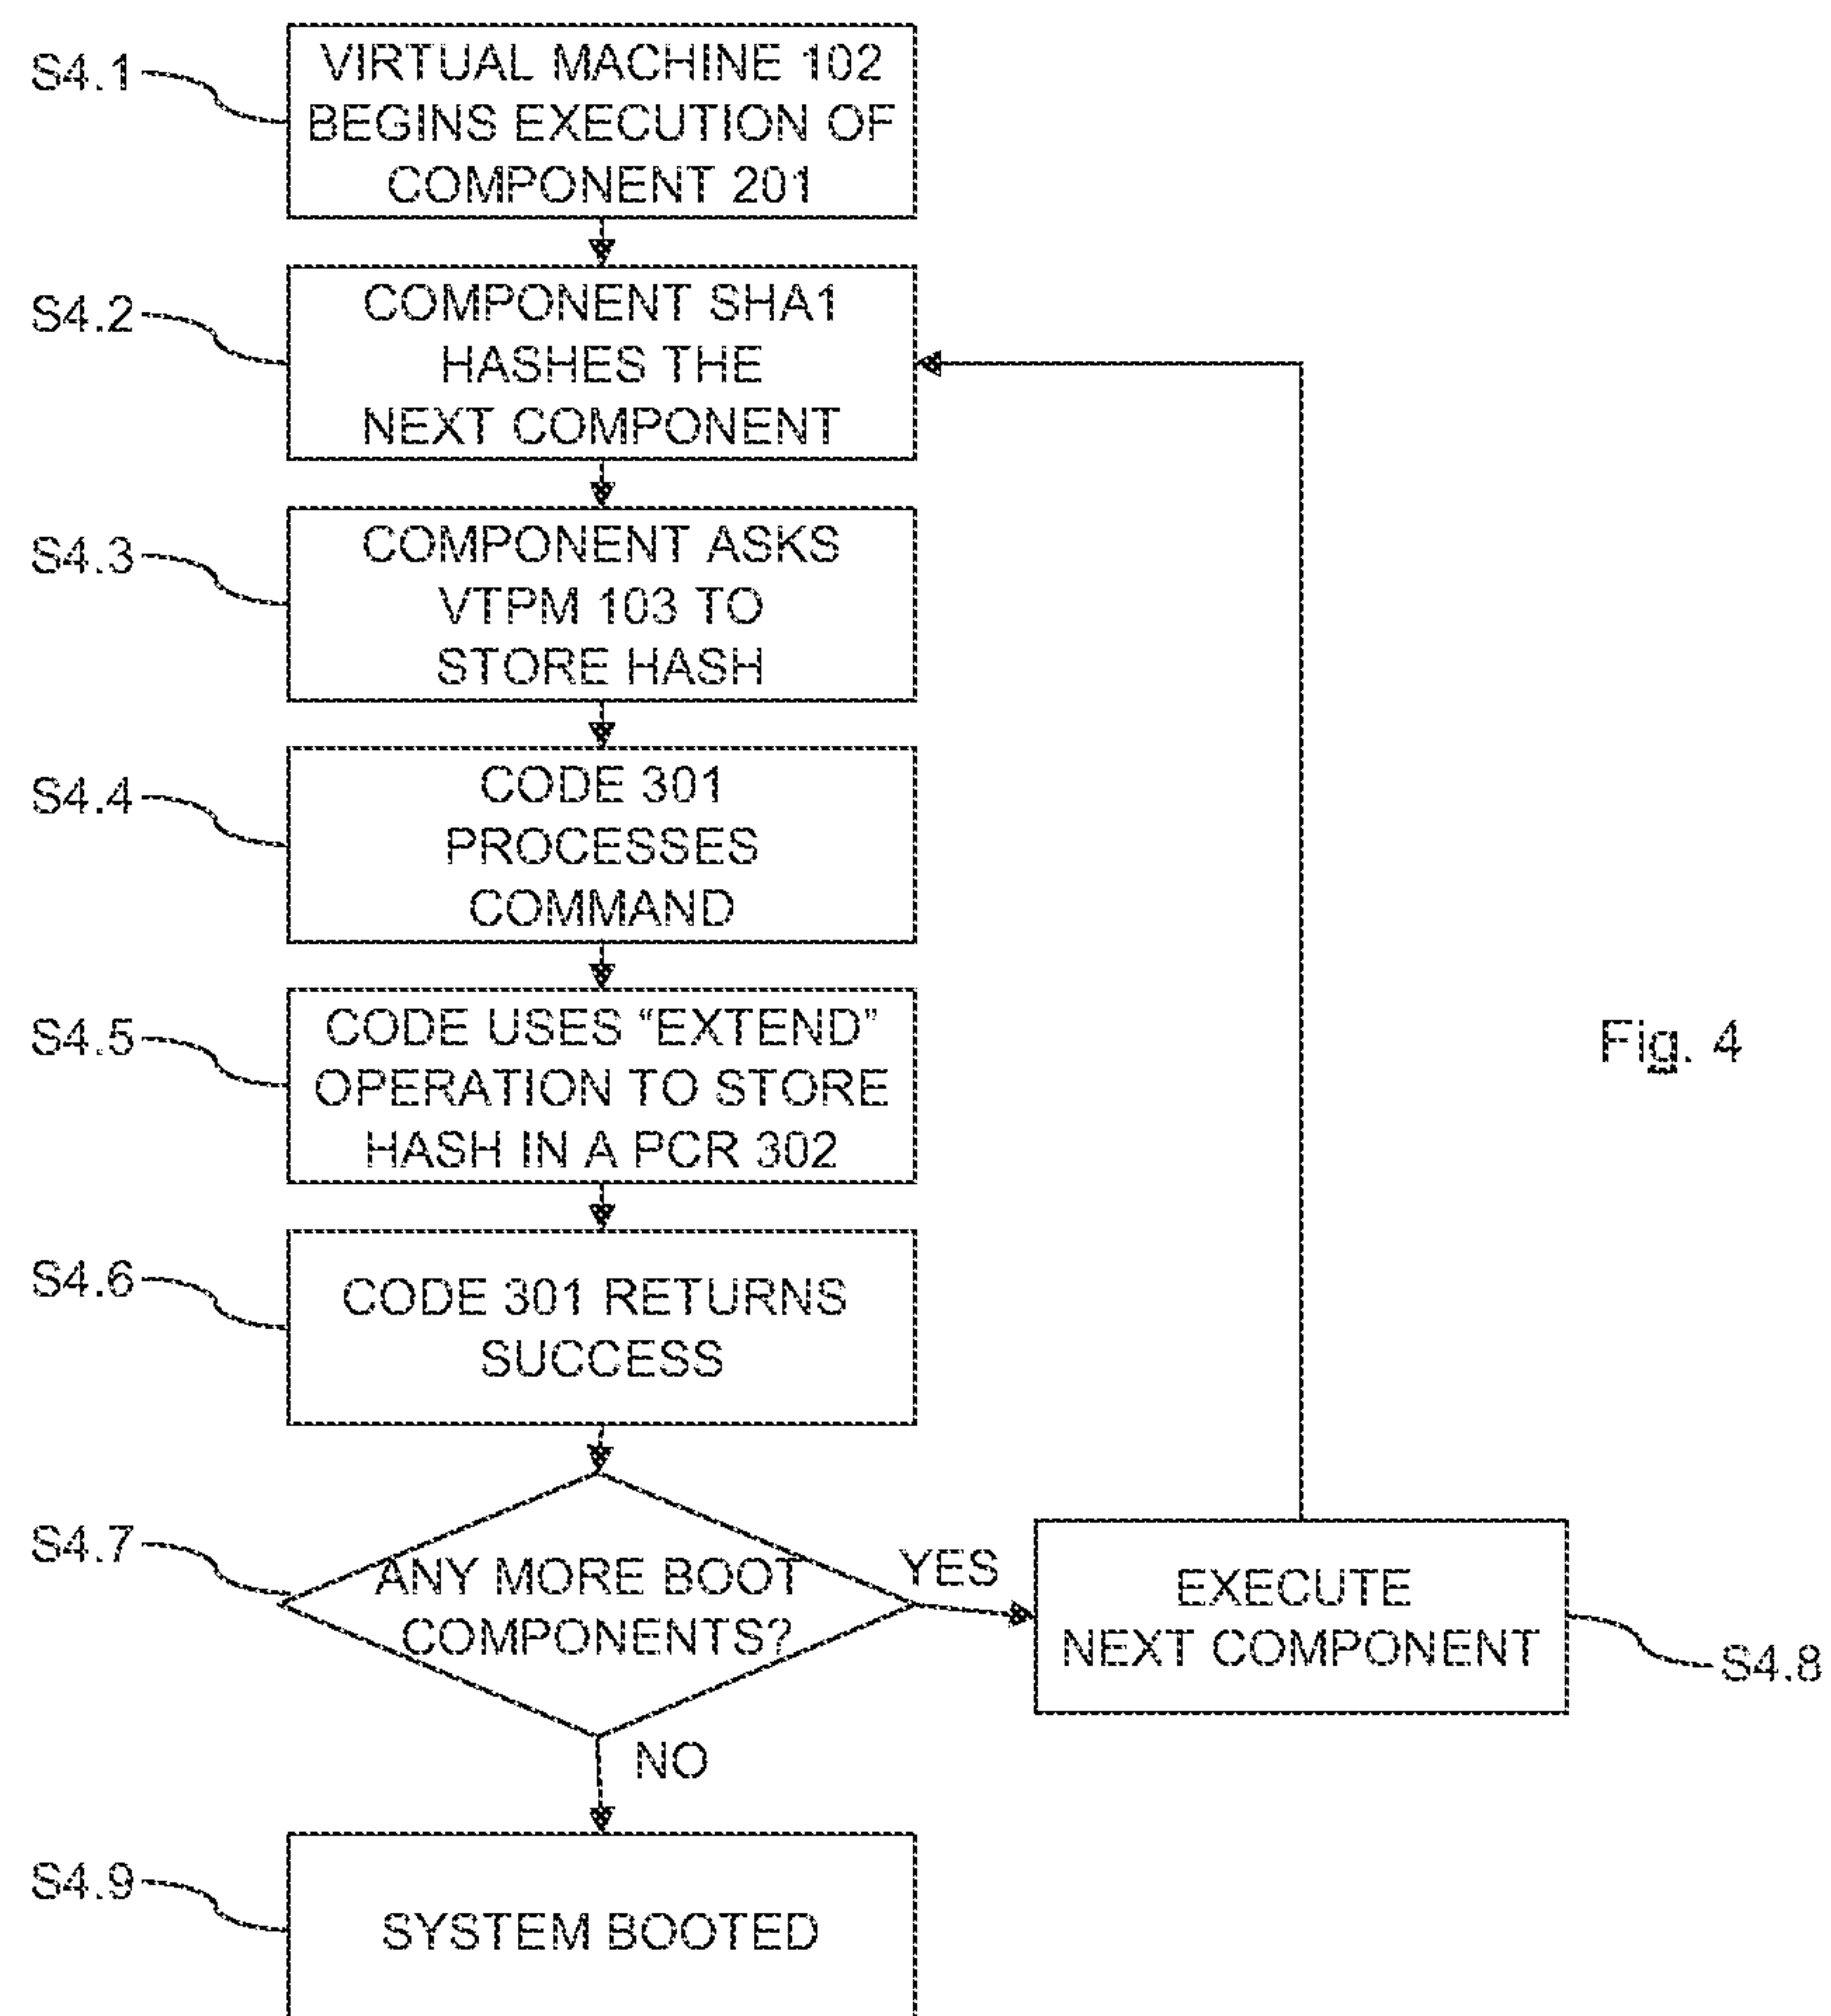 S4.1
VIRTUAL MACHINE 102
BEGINS EXECUTION OF
COMPONENT 201
S4.2
COMPONENT SHA1
HASHES THE
NEXT COMPONENT
S4.3
COMPONENT ASKS
VTPM 103 TO
STORE HASH
S4.4
CODE 301
PROCESSES
COMMAND
S4.5
CODE USES “EXTEND”
OPERATION TO STORE
HASH IN A PCR 302
Fig. 4
S4.6
CODE 301 RETURNS
SUCCESS
S4.7
ANY MORE BOOT
COMPONENTS?
YES
EXECUTE
NEXT COMPONENT
S4.8
NO
S4.9
SYSTEM BOOTED